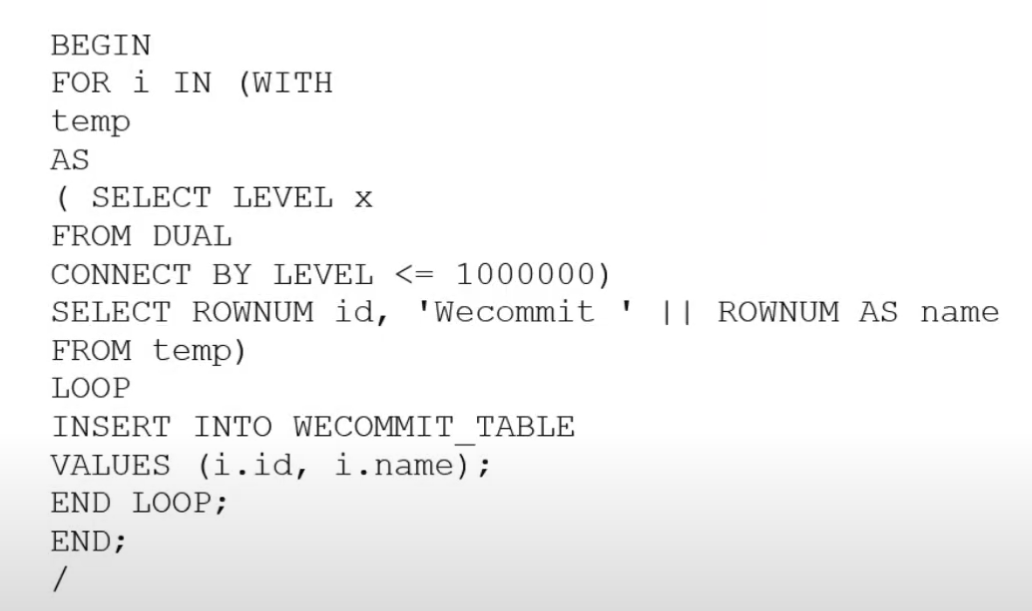 BEGIN
FOR i IN (WITH
temp
AS
( SELECT LEVEL x
FROM DUAL
CONNECT BY LEVEL <= 1000000)
SELECT ROWNUM id, 'Wecommit ' || ROWNUM AS name
FROM temp)
LOOP
INSERT INTO WECOMMIT_TABLE
VALUES (i.id, i.name);
END LOOP;
END;
/